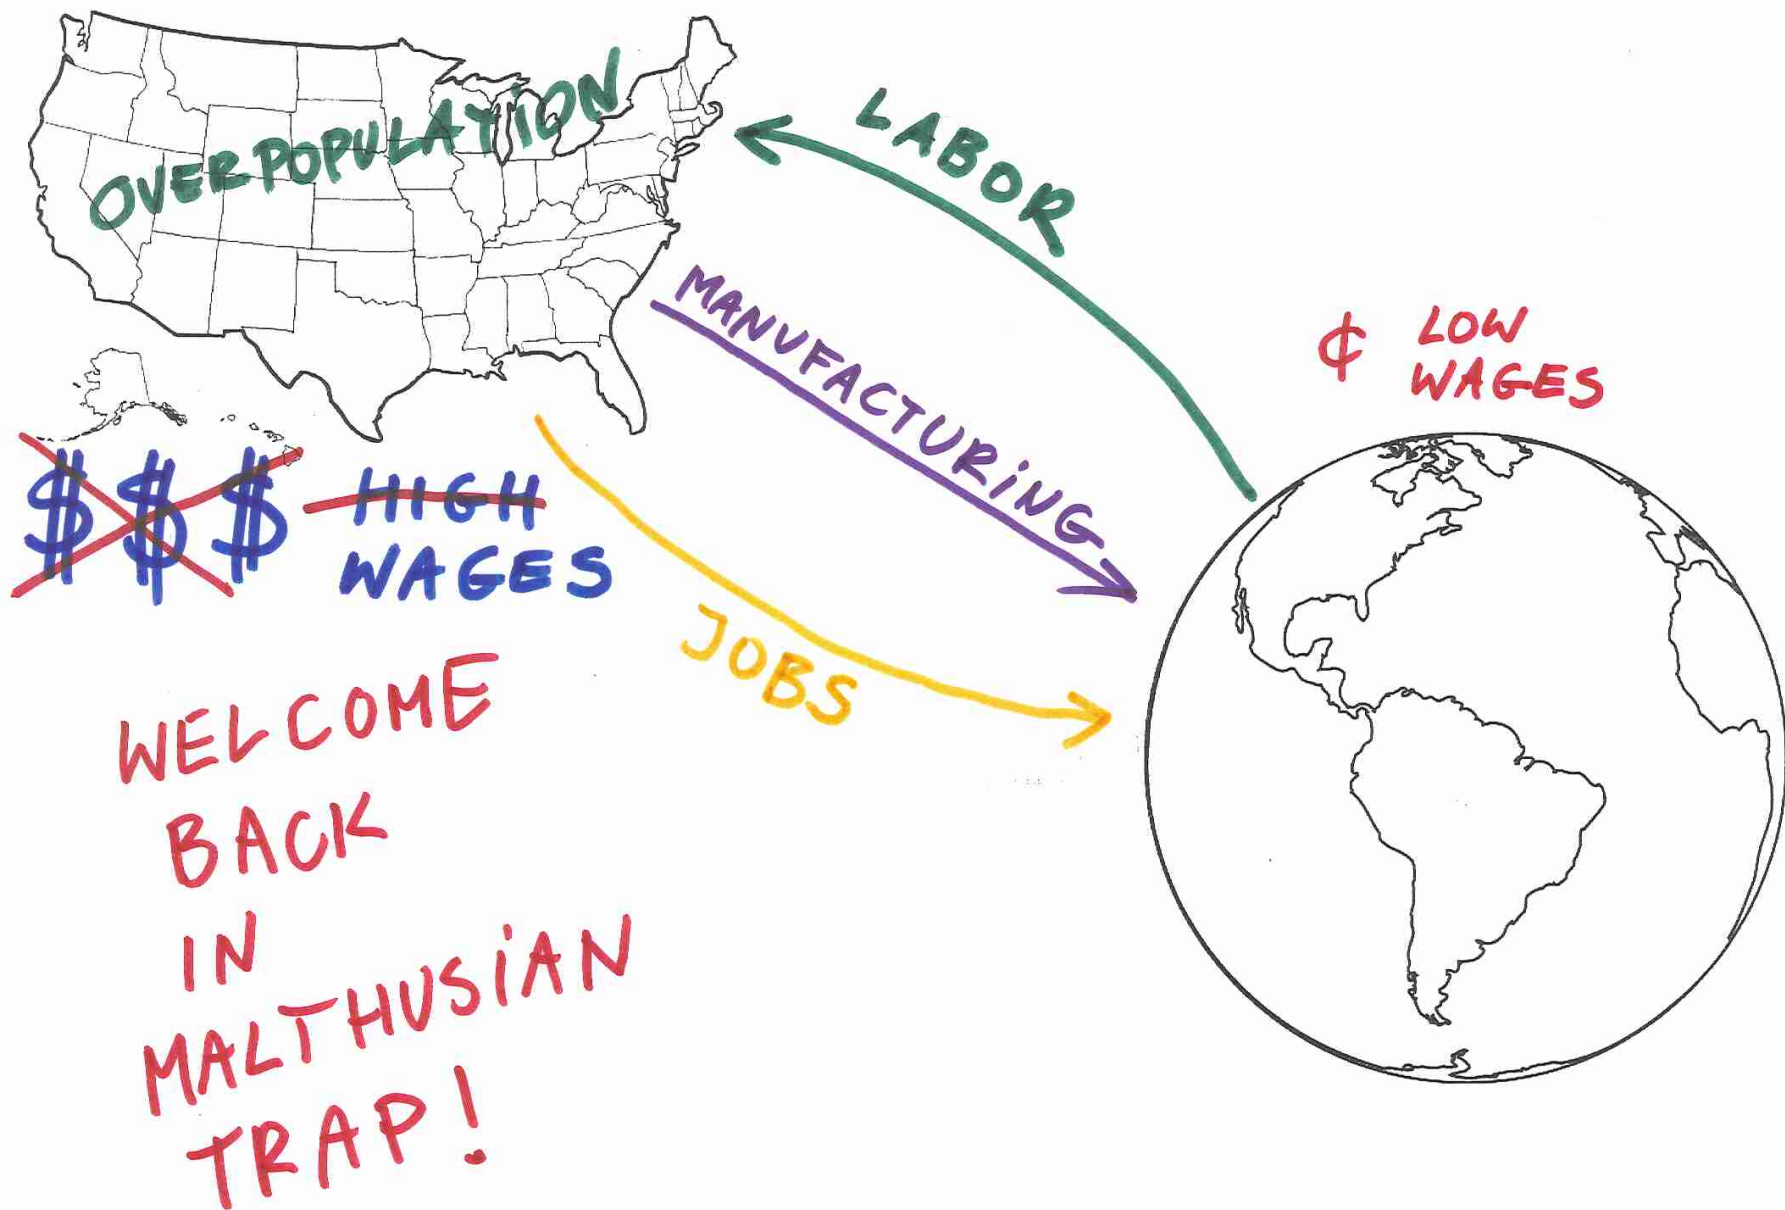 OVERPOPULATION
LABOR
MANUFACTURING
¢ LOW
WAGES
$ $ $ HIGH
WAGES
JOBS
WELCOME
BACK
IN
MALTHUSIAN
TRAP!